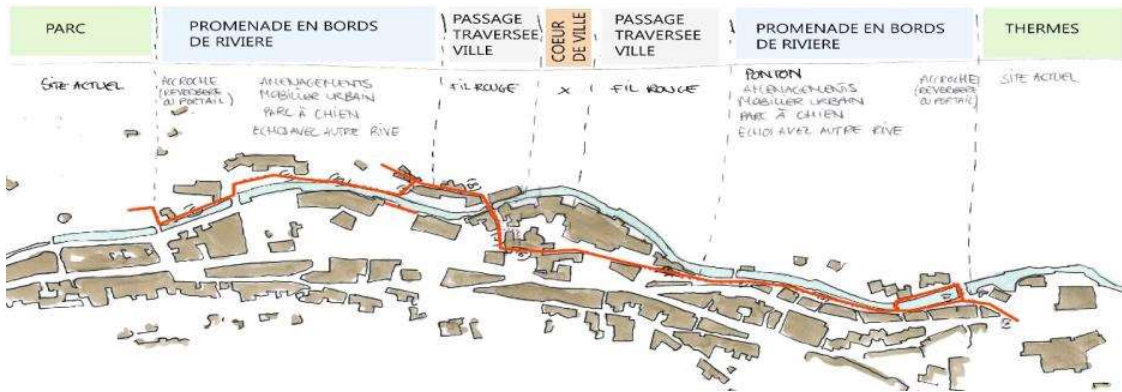 PARC
PROMENADE EN BORDS
DE RIVIERE
PASSAGE
TRAVERSEE
VILLE
COEUR
DE VILLE
PASSAGE
TRAVERSEE
VILLE
PROMENADE EN BORDS
DE RIVIERE
THERMES
SITE ACTUEL
ACCROCHE
(REVERBERE
OU PORTAIL)
AMENAGEMENTS
MOBILIER URBAIN
PARC À CHIEN
ECHO AVEC AUTRE RIVE
FIL ROUGE
X
FIL ROUGE
PONTON
AMENAGEMENTS
MOBILIER URBAIN
PARC À CHIEN
ECHO AVEC AUTRE RIVE
ACCROCHE
(REVERBERE
OU PORTAIL)
SITE ACTUEL